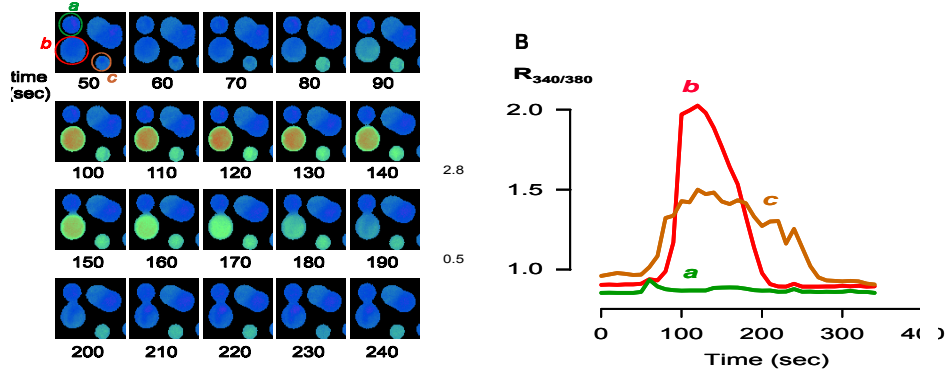 a
b
c
time
(sec)
50 60 70 80 90
100 110 120 130 140
150 160 170 180 190
200 210 220 230 240
2.8
0.5
B
R340/380
2.0
1.5
1.0
b
c
a
0 100 200 300
Time (sec)